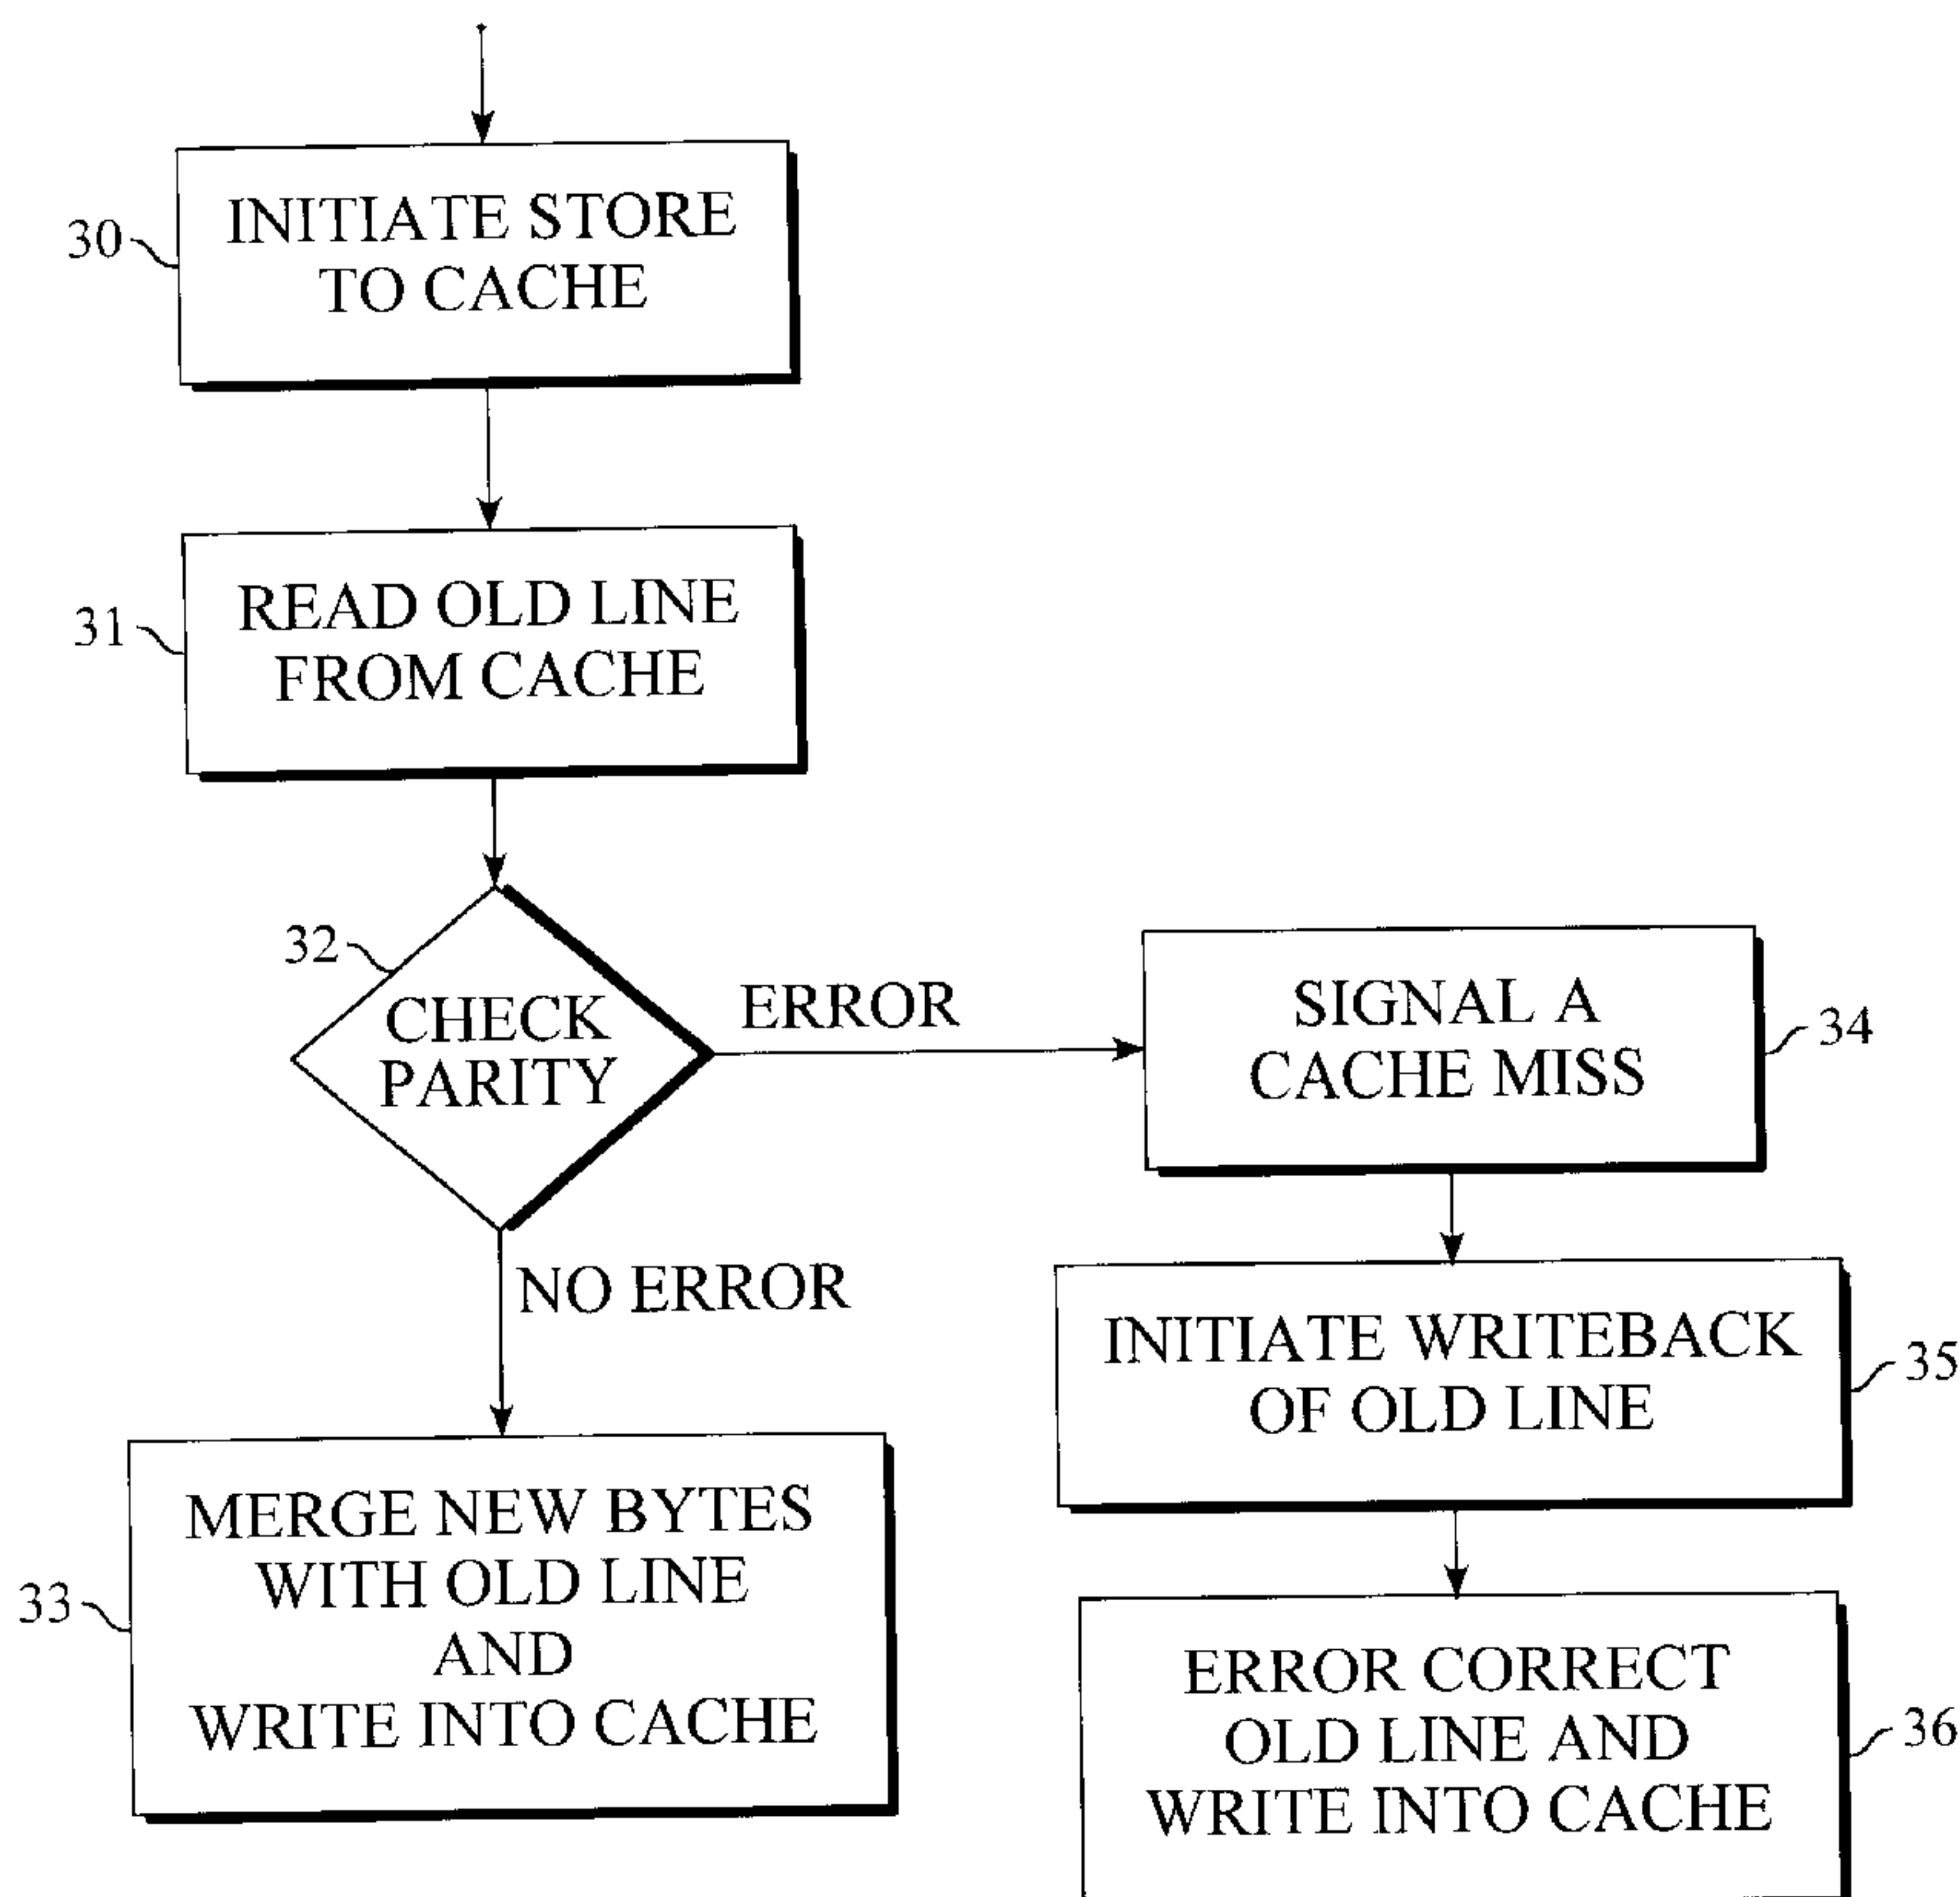 30
INITIATE STORE
TO CACHE
31
READ OLD LINE
FROM CACHE
32
CHECK
PARITY
ERROR
NO ERROR
33
MERGE NEW BYTES
WITH OLD LINE
AND
WRITE INTO CACHE
SIGNAL A
CACHE MISS
34
INITIATE WRITEBACK
OF OLD LINE
35
ERROR CORRECT
OLD LINE AND
WRITE INTO CACHE
36